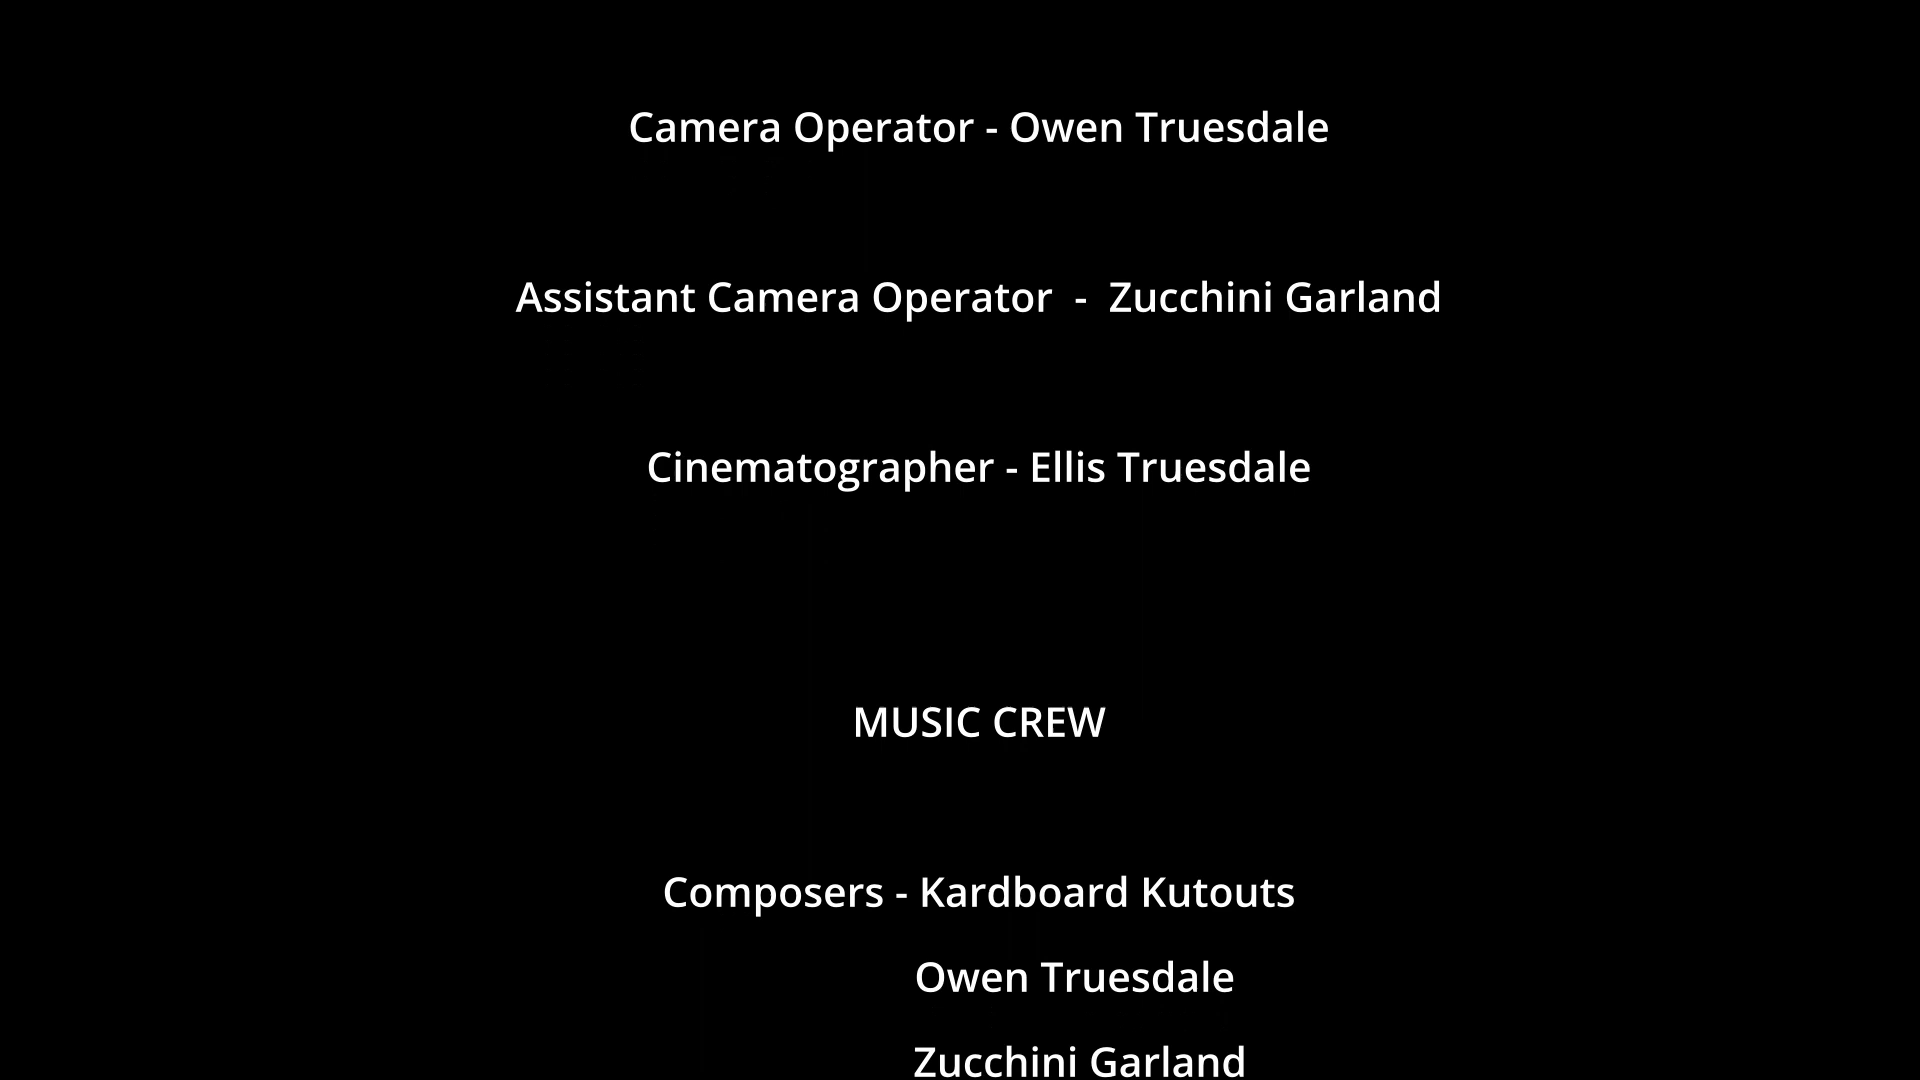 Camera Operator - Owen Truesdale
Assistant Camera Operator  -  Zucchini Garland
Cinematographer - Ellis Truesdale
MUSIC CREW
Composers - Kardboard Kutouts
Owen Truesdale
Zucchini Garland